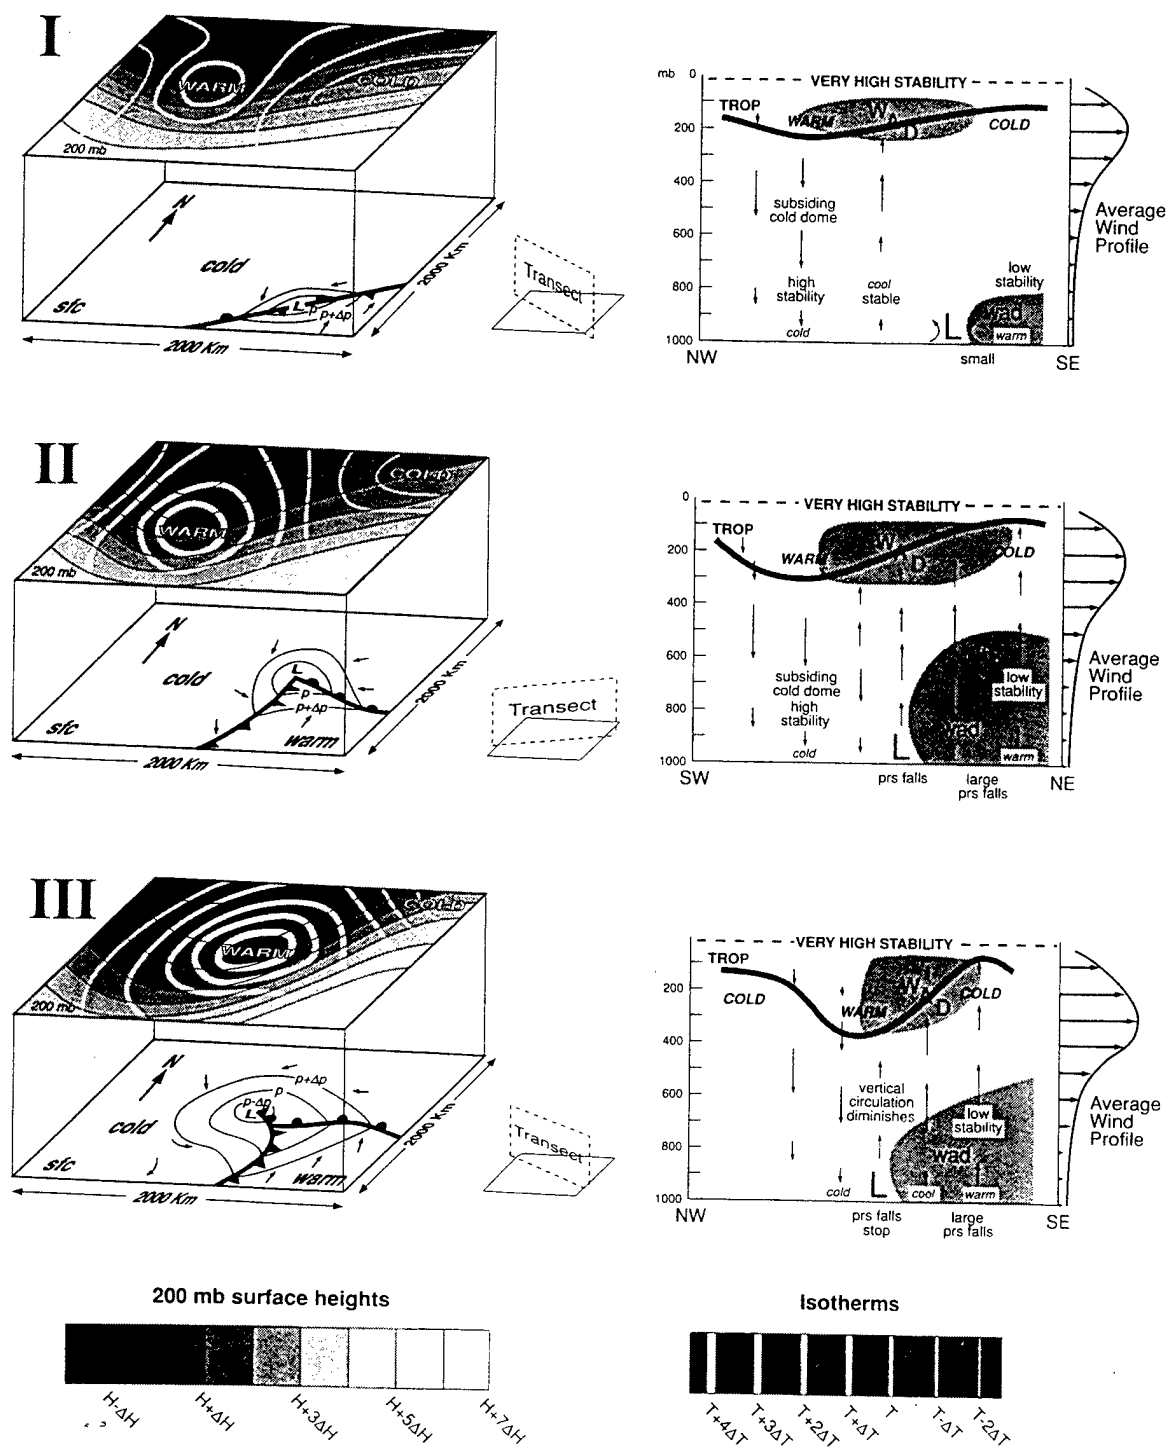 I
WARM
COLD
200 mb
N
cold
sfc
L
p
p+Δp
2000 Km
2000 Km
Transect
mb
0
200
400
600
800
1000
VERY HIGH STABILITY
TROP
WARM
W
A
D
COLD
subsiding
cold dome
high
stability
cold
cool
stable
low
stability
wad
warm
L
NW
small
SE
Average
Wind
Profile
II
WARM
COLD
200 mb
N
cold
sfc
L
p
p+Δp
warm
2000 Km
2000 Km
Transect
0
200
400
600
800
1000
VERY HIGH STABILITY
TROP
WARM
W
A
D
COLD
subsiding
cold dome
high
stability
cold
low
stability
wad
warm
L
SW
prs falls
large
prs falls
NE
Average
Wind
Profile
III
WARM
COLD
200 mb
N
cold
sfc
p+Δp
p
p-Δp
L
warm
2000 Km
2000 Km
Transect
200
400
600
800
1000
VERY HIGH STABILITY
TROP
COLD
WARM
W
A
D
COLD
vertical
circulation
diminishes
low
stability
wad
cold
L
cool
warm
NW
prs falls
stop
large
prs falls
SE
Average
Wind
Profile
200 mb surface heights
H-ΔH
H+ΔH
H+3ΔH
H+5ΔH
H+7ΔH
Isotherms
T+4ΔT
T+3ΔT
T+2ΔT
T+ΔT
T
T-ΔT
T-2ΔT